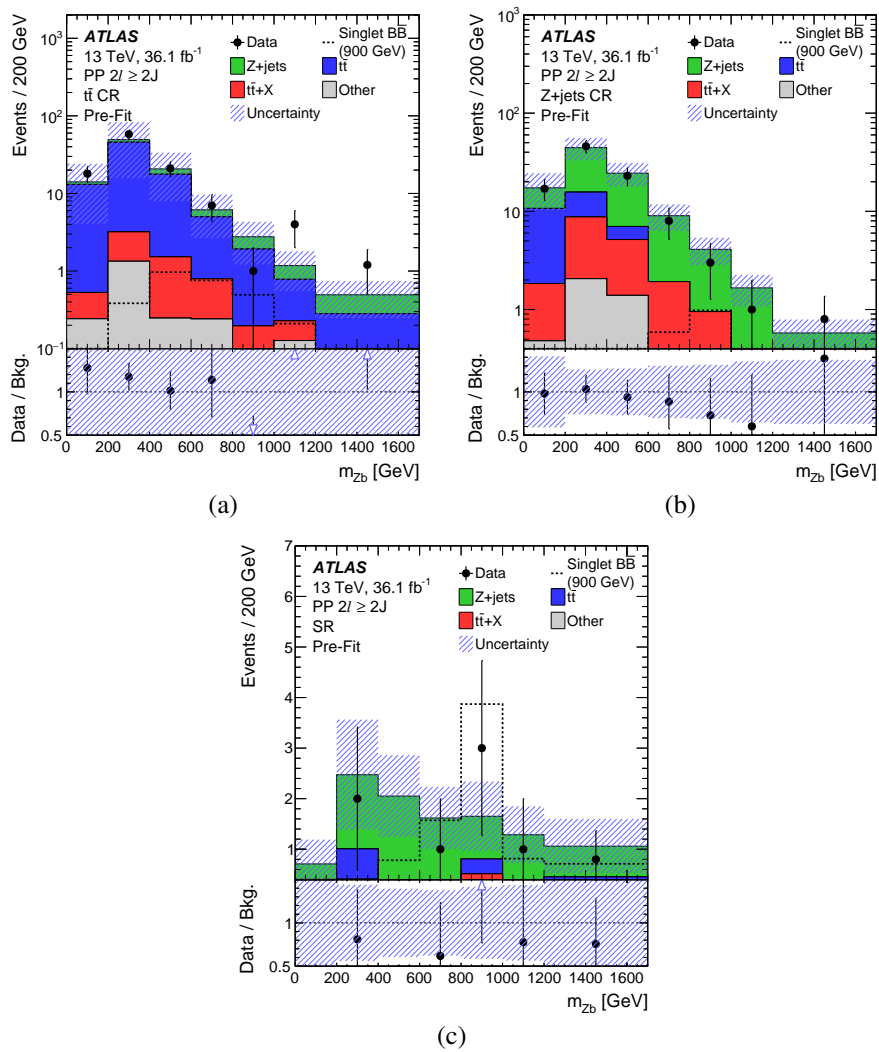 ATLAS
13 TeV, 36.1 fb⁻¹
PP 2l ≥ 2J
tt̄ CR
Pre-Fit
Data
Singlet BB̄ (900 GeV)
Z+jets
tt̄
tt̄+X
Other
Uncertainty
Events / 200 GeV
10³
10²
10
1
10⁻¹
Data / Bkg.
1
0.5
0 200 400 600 800 1000 1200 1400 1600
m_Zb [GeV]
(a)
ATLAS
13 TeV, 36.1 fb⁻¹
PP 2l ≥ 2J
Z+jets CR
Pre-Fit
Data
Singlet BB̄ (900 GeV)
Z+jets
tt̄
tt̄+X
Other
Uncertainty
Events / 200 GeV
10³
10²
10
1
Data / Bkg.
1
0.5
0 200 400 600 800 1000 1200 1400 1600
m_Zb [GeV]
(b)
ATLAS
13 TeV, 36.1 fb⁻¹
PP 2l ≥ 2J
SR
Pre-Fit
Data
Singlet BB̄ (900 GeV)
Z+jets
tt̄
tt̄+X
Other
Uncertainty
Events / 200 GeV
7
6
5
4
3
2
1
Data / Bkg.
1
0.5
0 200 400 600 800 1000 1200 1400 1600
m_Zb [GeV]
(c)